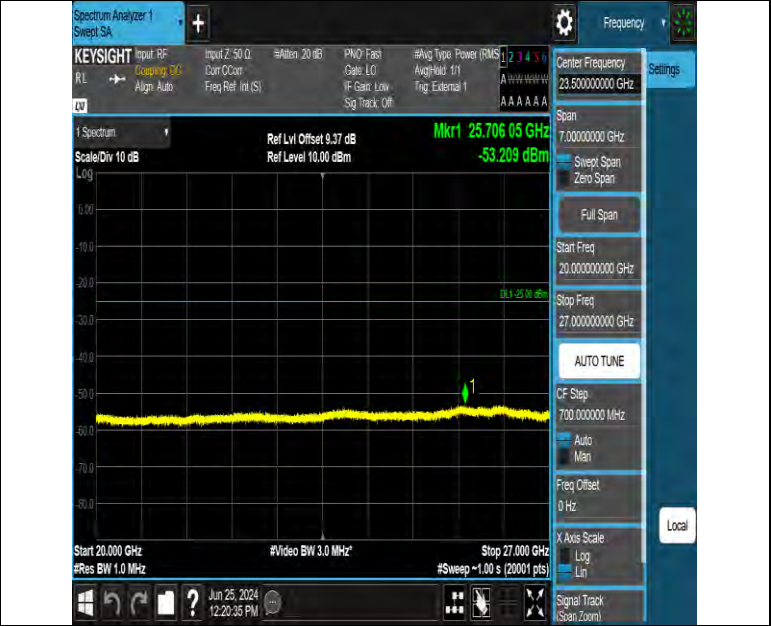 Spectrum Analyzer 1
Swept SA
Frequency
KEYSIGHT
RL
LXI
Input: RF
Coupling: DC
Align: Auto
Input Z: 50 Ω
Corr CCorr
Freq Ref: Int (S)
#Atten: 20 dB
PNO: Fast
Gate: LO
IF Gain: Low
Sig Track: Off
#Avg Type: Power (RMS
Avg|Hold: 1/1
Trig: External 1
1 2 3 4 5 6
A W W W W W
A A A A A A
Center Frequency
23.500000000 GHz
Settings
1 Spectrum
Scale/Div 10 dB
Ref Lvl Offset 9.37 dB
Ref Level 10.00 dBm
Mkr1 25.706 05 GHz
-53.209 dBm
Span
7.00000000 GHz
Swept Span
Zero Span
Full Span
Start Freq
20.000000000 GHz
Stop Freq
27.000000000 GHz
AUTO TUNE
CF Step
700.000000 MHz
Auto
Man
Freq Offset
0 Hz
X Axis Scale
Log
Lin
Signal Track
(Span Zoom)
Local
Log
0.00
-10.0
-20.0
DL1 -25.00 dBm
-30.0
-40.0
1
-50.0
-60.0
-70.0
-80.0
Start 20.000 GHz
#Video BW 3.0 MHz*
Stop 27.000 GHz
#Res BW 1.0 MHz
#Sweep ~1.00 s (20001 pts)
?
Jun 25, 2024
12:20:35 PM